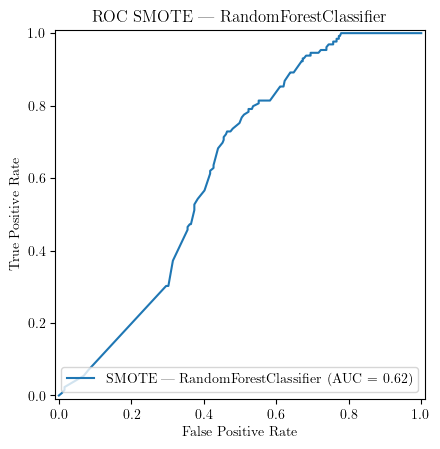 ROC SMOTE — RandomForestClassifier
1.0
0.8
0.6
0.4
0.2
0.0
True Positive Rate
SMOTE — RandomForestClassifier (AUC = 0.62)
0.0 0.2 0.4 0.6 0.8 1.0
False Positive Rate